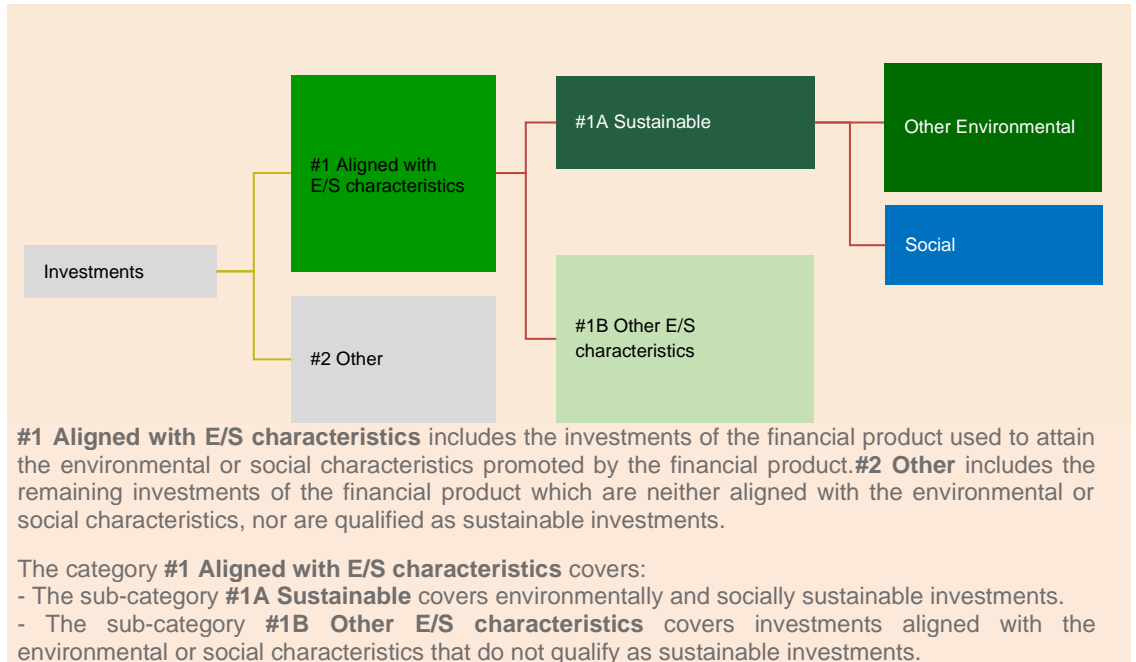 #1A Sustainable
Other Environmental
#1 Aligned with
E/S characteristics
Social
Investments
#1B Other E/S
characteristics
#2 Other
#1 Aligned with E/S characteristics includes the investments of the financial product used to attain
the environmental or social characteristics promoted by the financial product.#2 Other includes the
remaining investments of the financial product which are neither aligned with the environmental or
social characteristics, nor are qualified as sustainable investments.
The category #1 Aligned with E/S characteristics covers:
- The sub-category #1A Sustainable covers environmentally and socially sustainable investments.
- The sub-category #1B Other E/S characteristics covers investments aligned with the
environmental or social characteristics that do not qualify as sustainable investments.